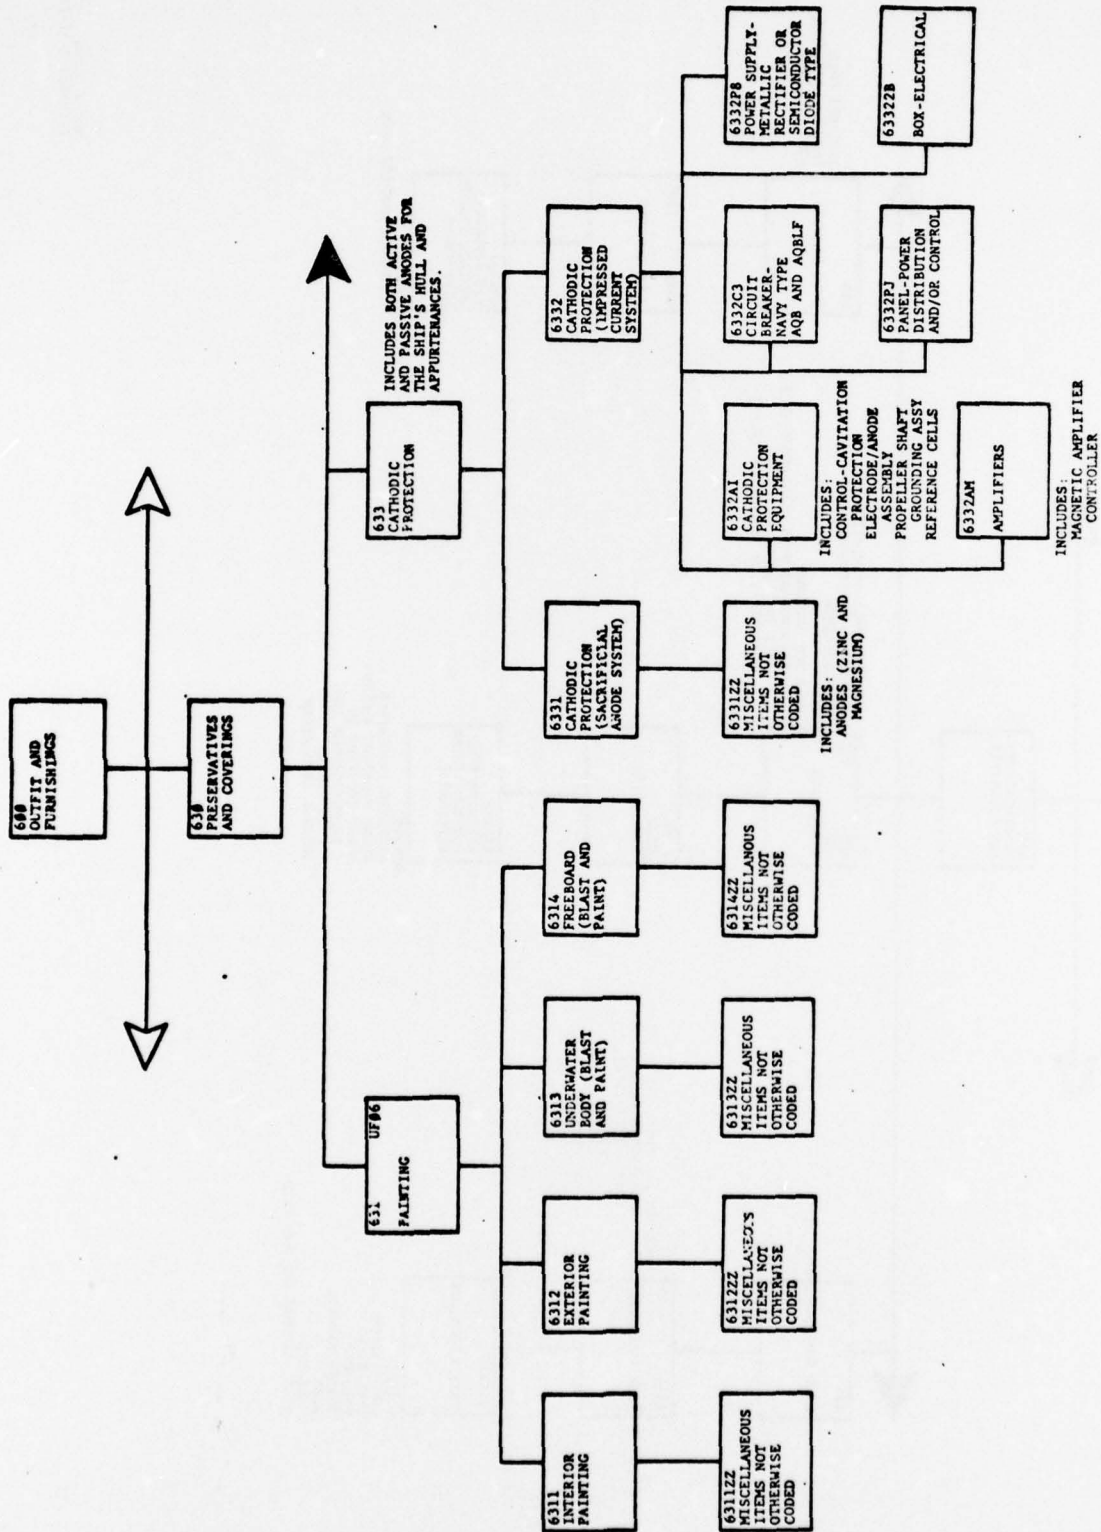 6ØØ
OUTFIT AND
FURNISHINGS
63Ø
PRESERVATIVES
AND COVERINGS
631 UFØ6
PAINTING
633
CATHODIC
PROTECTION
INCLUDES BOTH ACTIVE
AND PASSIVE ANODES FOR
THE SHIP'S HULL AND
APPURTENANCES.
6311
INTERIOR
PAINTING
6312
EXTERIOR
PAINTING
6313
UNDERWATER
BODY (BLAST
AND PAINT)
6314
FREEBOARD
(BLAST AND
PAINT)
6331
CATHODIC
PROTECTION
(SACRIFICIAL
ANODE SYSTEM)
6332
CATHODIC
PROTECTION
(IMPRESSED
CURRENT
SYSTEM)
6311ZZ
MISCELLANEOUS
ITEMS NOT
OTHERWISE
CODED
6312ZZ
MISCELLANEOUS
ITEMS NOT
OTHERWISE
CODED
6313ZZ
MISCELLANEOUS
ITEMS NOT
OTHERWISE
CODED
6314ZZ
MISCELLANOUS
ITEMS NOT
OTHERWISE
CODED
6331ZZ
MISCELLANEOUS
ITEMS NOT
OTHERWISE
CODED
INCLUDES:
ANODES (ZINC AND
MAGNESIUM)
6332AI
CATHODIC
PROTECTION
EQUIPMENT
INCLUDES:
CONTROL-CAVITATION
PROTECTION
ELECTRODE/ANODE
ASSEMBLY
PROPELLER SHAFT
GROUNDING ASSY
REFERENCE CELLS
6332C3
CIRCUIT
BREAKER-
NAVY TYPE
AQB AND AQBLF
6332P8
POWER SUPPLY-
METALLIC
RECTIFIER OR
SEMICONDUCTOR
DIODE TYPE
6332AM
AMPLIFIERS
INCLUDES:
MAGNETIC AMPLIFIER
CONTROLLER
6332PJ
PANEL-POWER
DISTRIBUTION
AND/OR CONTROL
63322B
BOX-ELECTRICAL